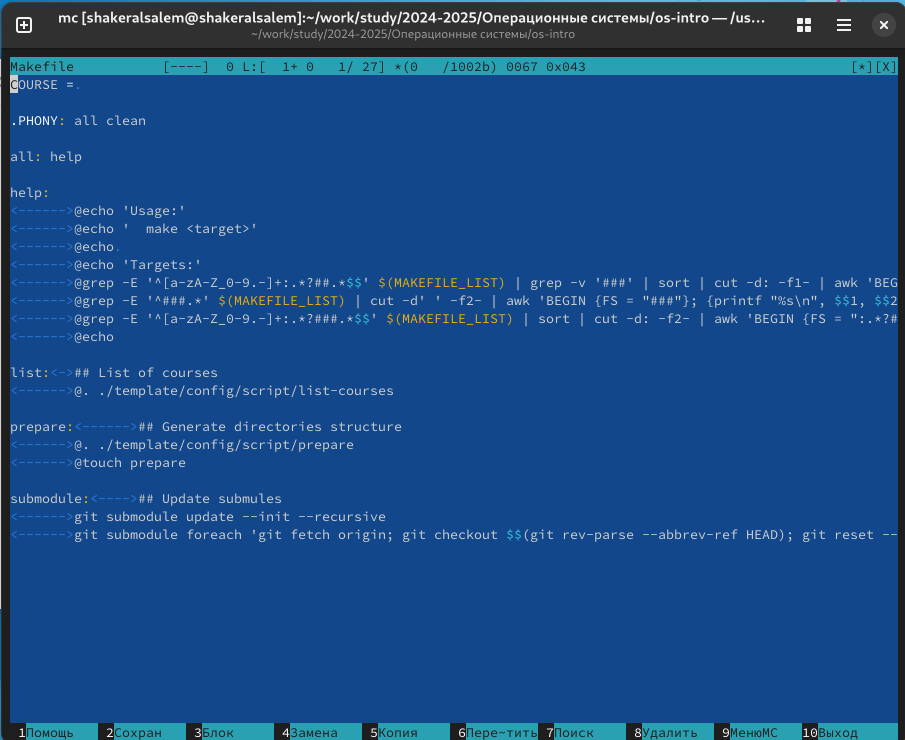 mc [shakeralsalem@shakeralsalem]:~/work/study/2024-2025/Операционные системы/os-intro — /us...
~/work/study/2024-2025/Операционные системы/os-intro
Makefile [----] 0 L:[ 1+ 0 1/ 27] *(0 /1002b) 0067 0x043 [*][X]
COURSE =.
.PHONY: all clean
all: help
help:
<------>@echo 'Usage:'
<------>@echo '  make <target>'
<------>@echo.
<------>@echo 'Targets:'
<------>@grep -E '^[a-zA-Z_0-9.-]+:.*?##.*$$' $(MAKEFILE_LIST) | grep -v '###' | sort | cut -d: -f1- | awk 'BEG
<------>@grep -E '^###.*' $(MAKEFILE_LIST) | cut -d' ' -f2- | awk 'BEGIN {FS = "###"}; {printf "%s\n", $$1, $$2
<------>@grep -E '^[a-zA-Z_0-9.-]+:.*?###.*$$' $(MAKEFILE_LIST) | sort | cut -d: -f2- | awk 'BEGIN {FS = ":.*?#
<------>@echo
list:<->## List of courses
<------>@. ./template/config/script/list-courses
prepare:<------>## Generate directories structure
<------>@. ./template/config/script/prepare
<------>@touch prepare
submodule:<---->## Update submules
<------>git submodule update --init --recursive
<------>git submodule foreach 'git fetch origin; git checkout $$(git rev-parse --abbrev-ref HEAD); git reset --
1Помощь 2Сохран 3Блок 4Замена 5Копия 6Пере~тить 7Поиск 8Удалить 9МенюMC 10Выход